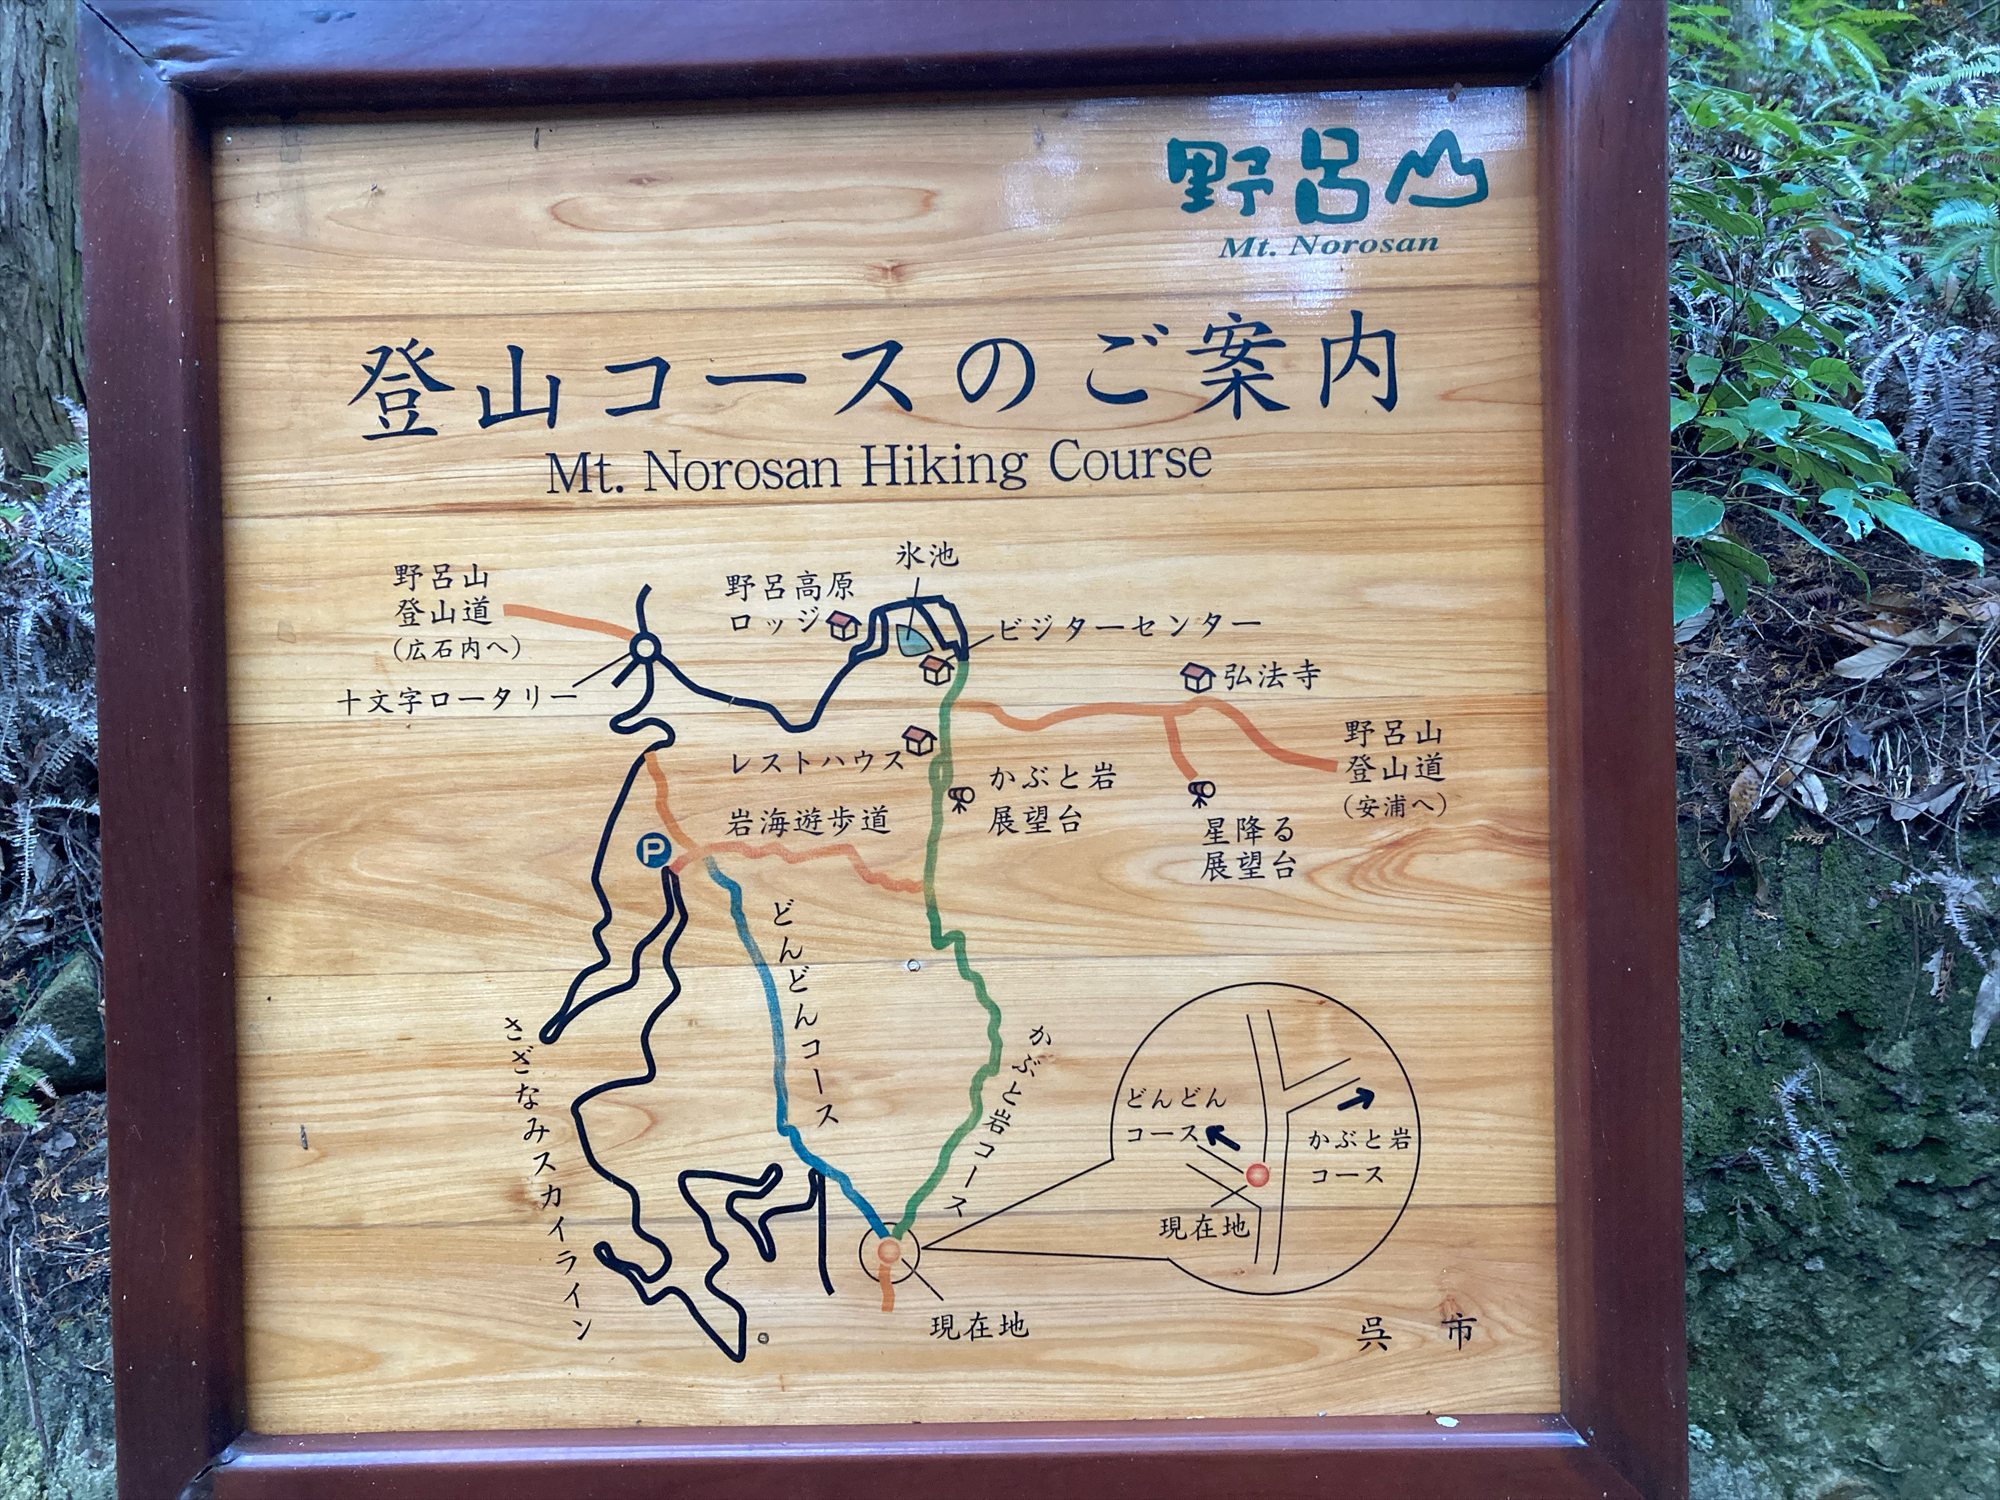 野呂山
Mt. Norosan
登山コースのご案内
Mt. Norosan Hiking Course
氷池
野呂山
登山道
(広石内へ)
野呂高原
ロッジ
ビジターセンター
十文字ロータリー
弘法寺
野呂山
登山道
(安浦へ)
レストハウス
かぶと岩
展望台
岩海遊歩道
星降る
展望台
P
どんどんコース
さざなみスカイライン
かぶと岩コース
どんどん
コース
かぶと岩
コース
現在地
現在地
呉市